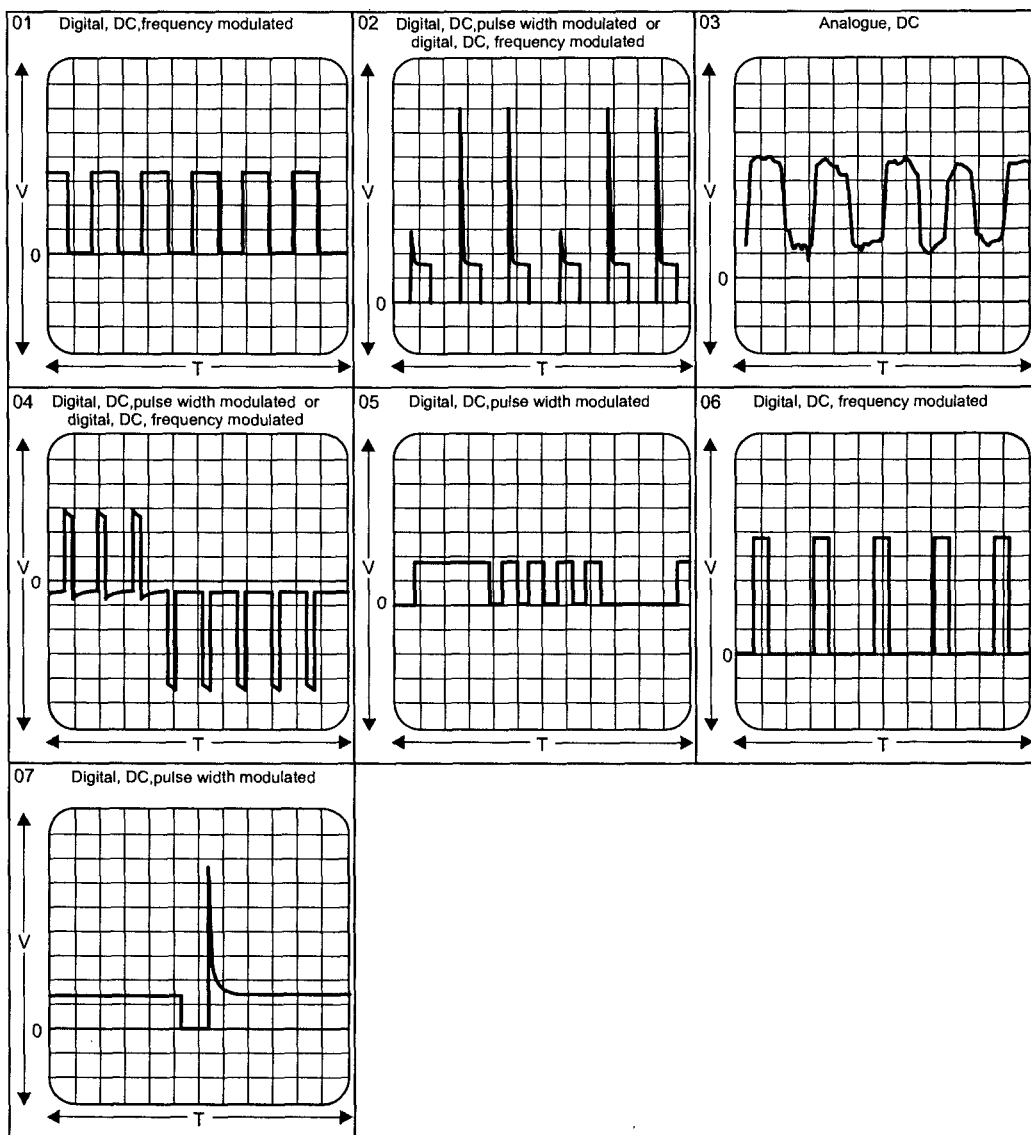 01 Digital, DC,frequency modulated
V
0
T
02 Digital, DC,pulse width modulated or
digital, DC, frequency modulated
V
0
T
03 Analogue, DC
V
0
T
04 Digital, DC,pulse width modulated or
digital, DC, frequency modulated
V
0
T
05 Digital, DC,pulse width modulated
V
0
T
06 Digital, DC, frequency modulated
V
0
T
07 Digital, DC,pulse width modulated
V
0
T